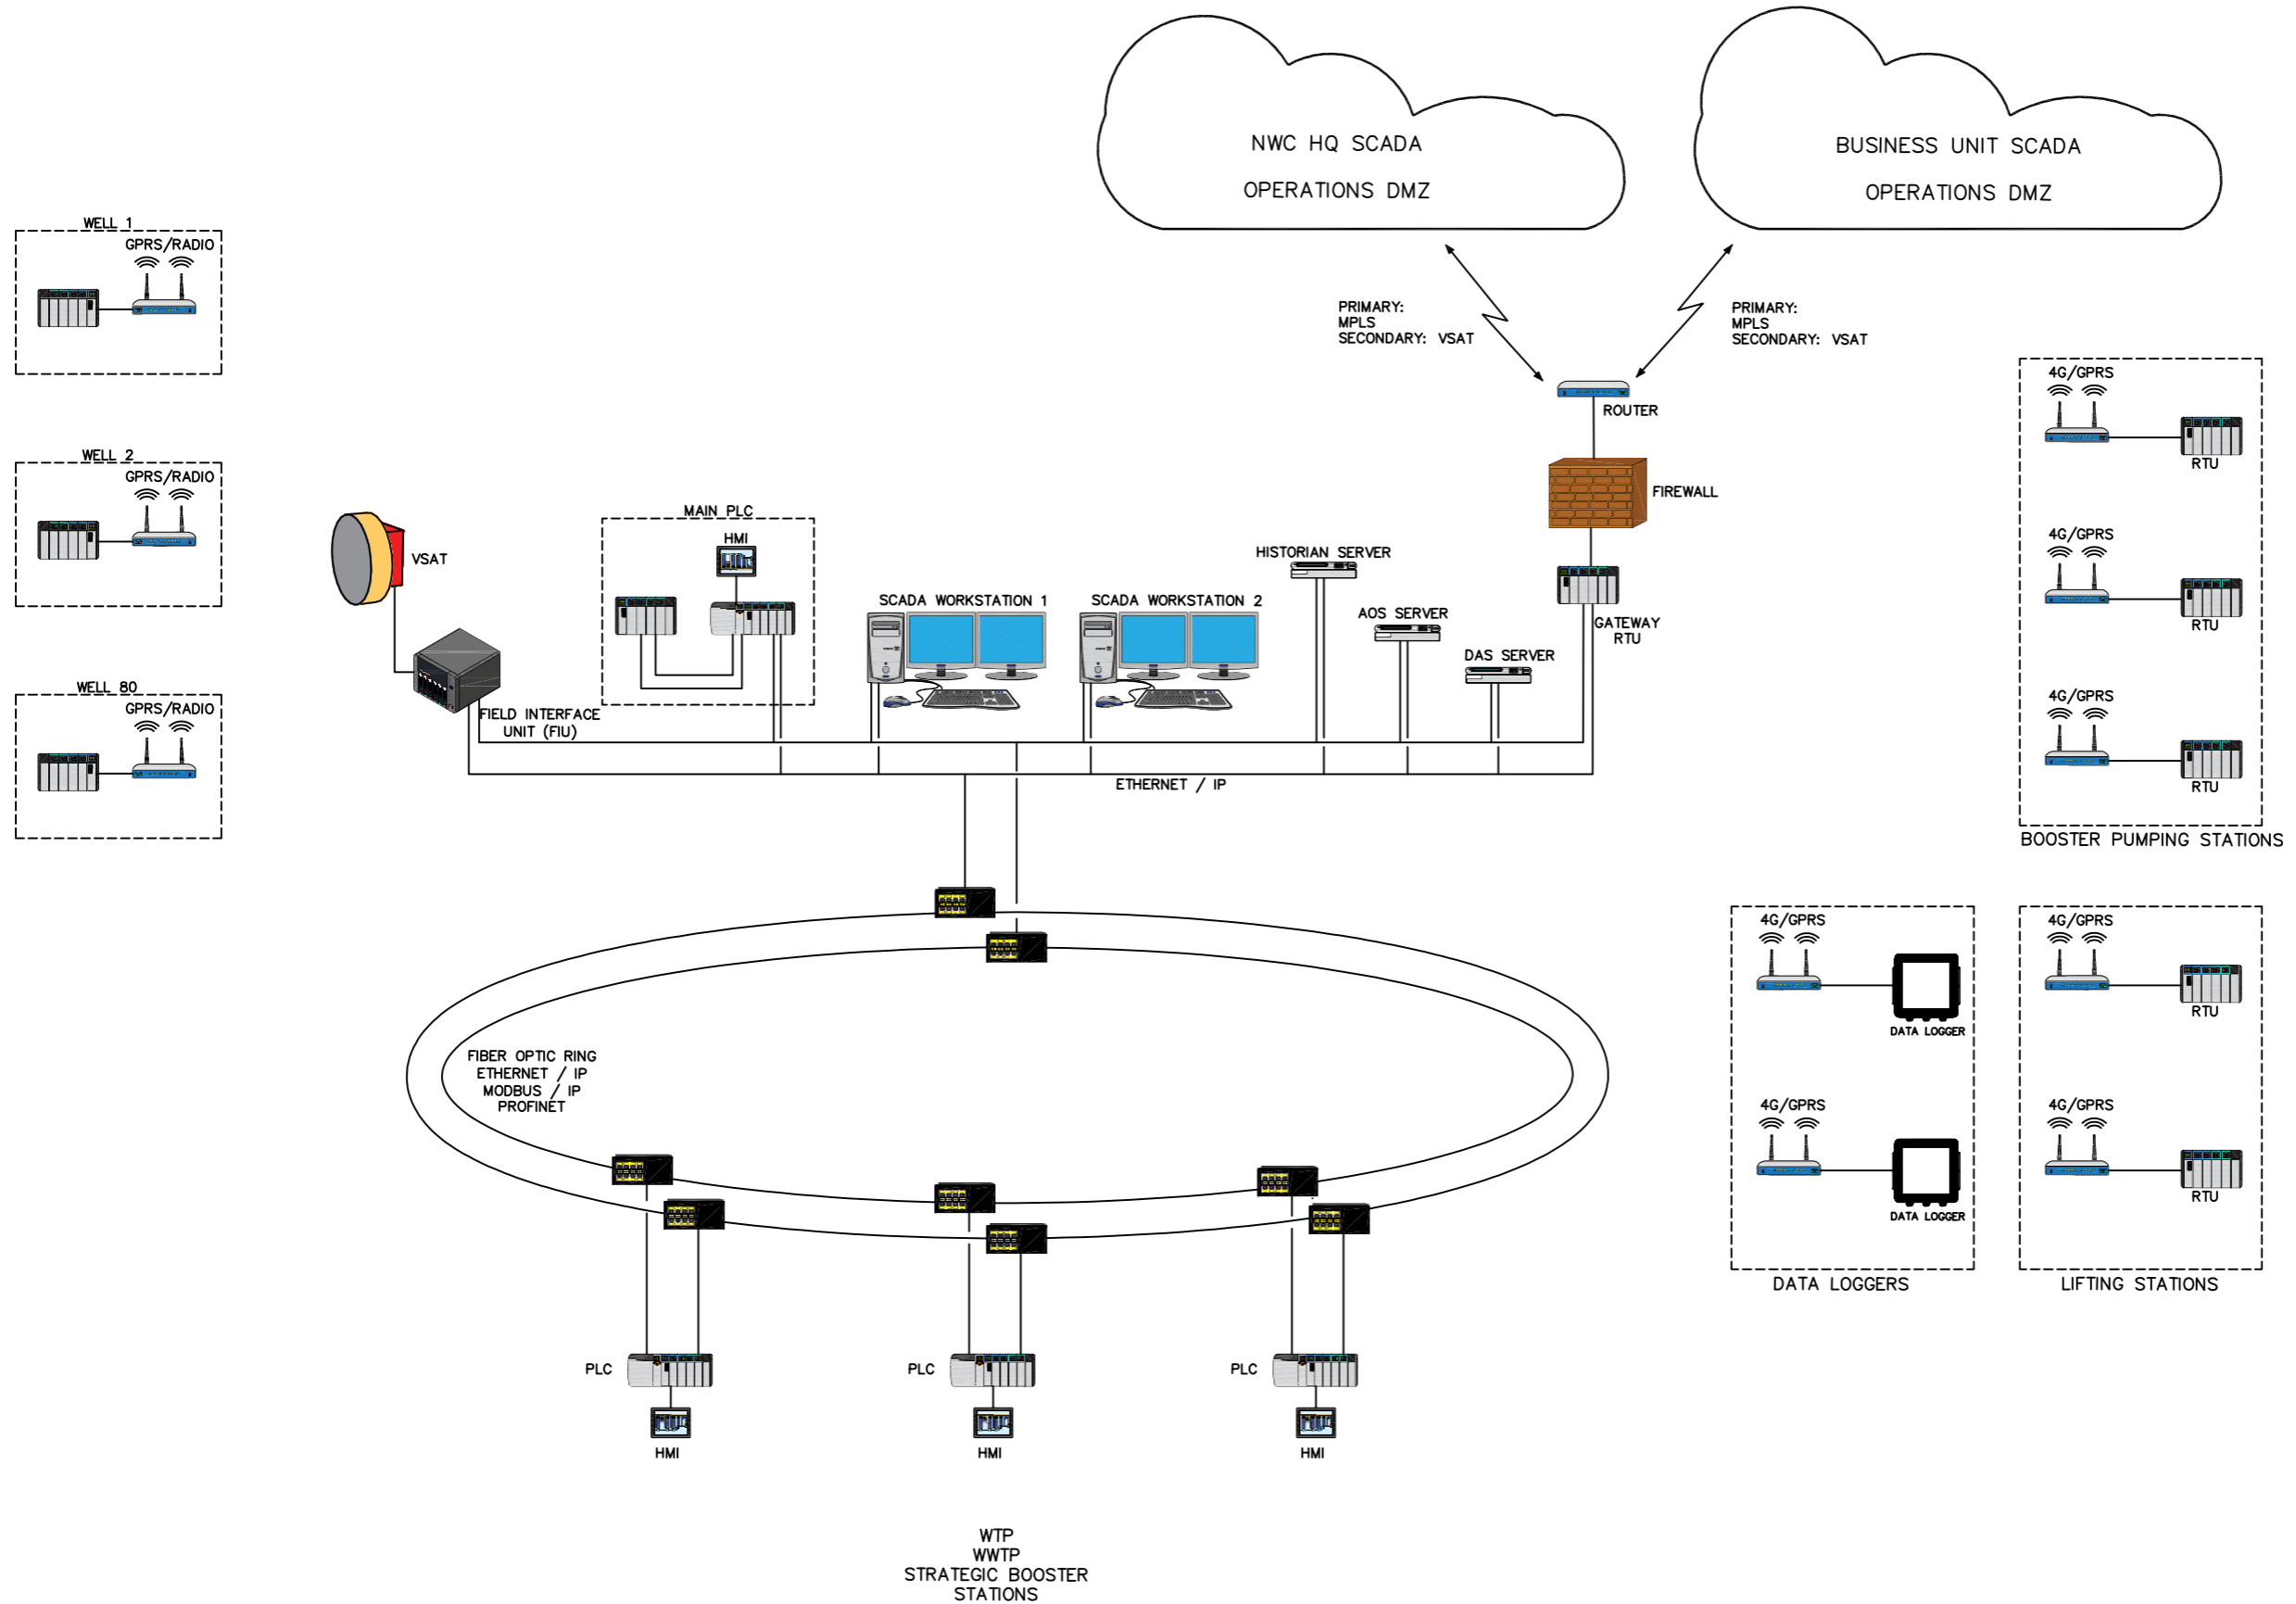 NWC HQ SCADA
OPERATIONS DMZ
BUSINESS UNIT SCADA
OPERATIONS DMZ
WELL 1
GPRS/RADIO
PRIMARY:
MPLS
SECONDARY: VSAT
PRIMARY:
MPLS
SECONDARY: VSAT
ROUTER
4G/GPRS
RTU
WELL 2
GPRS/RADIO
FIREWALL
VSAT
MAIN PLC
HMI
HISTORIAN SERVER
4G/GPRS
RTU
SCADA WORKSTATION 1
SCADA WORKSTATION 2
AOS SERVER
GATEWAY
RTU
DAS SERVER
WELL 80
GPRS/RADIO
FIELD INTERFACE
UNIT (FIU)
4G/GPRS
RTU
ETHERNET / IP
BOOSTER PUMPING STATIONS
4G/GPRS
DATA LOGGER
4G/GPRS
RTU
FIBER OPTIC RING
ETHERNET / IP
MODBUS / IP
PROFINET
4G/GPRS
DATA LOGGER
4G/GPRS
RTU
DATA LOGGERS
LIFTING STATIONS
PLC
PLC
PLC
HMI
HMI
HMI
WTP
WWTP
STRATEGIC BOOSTER
STATIONS